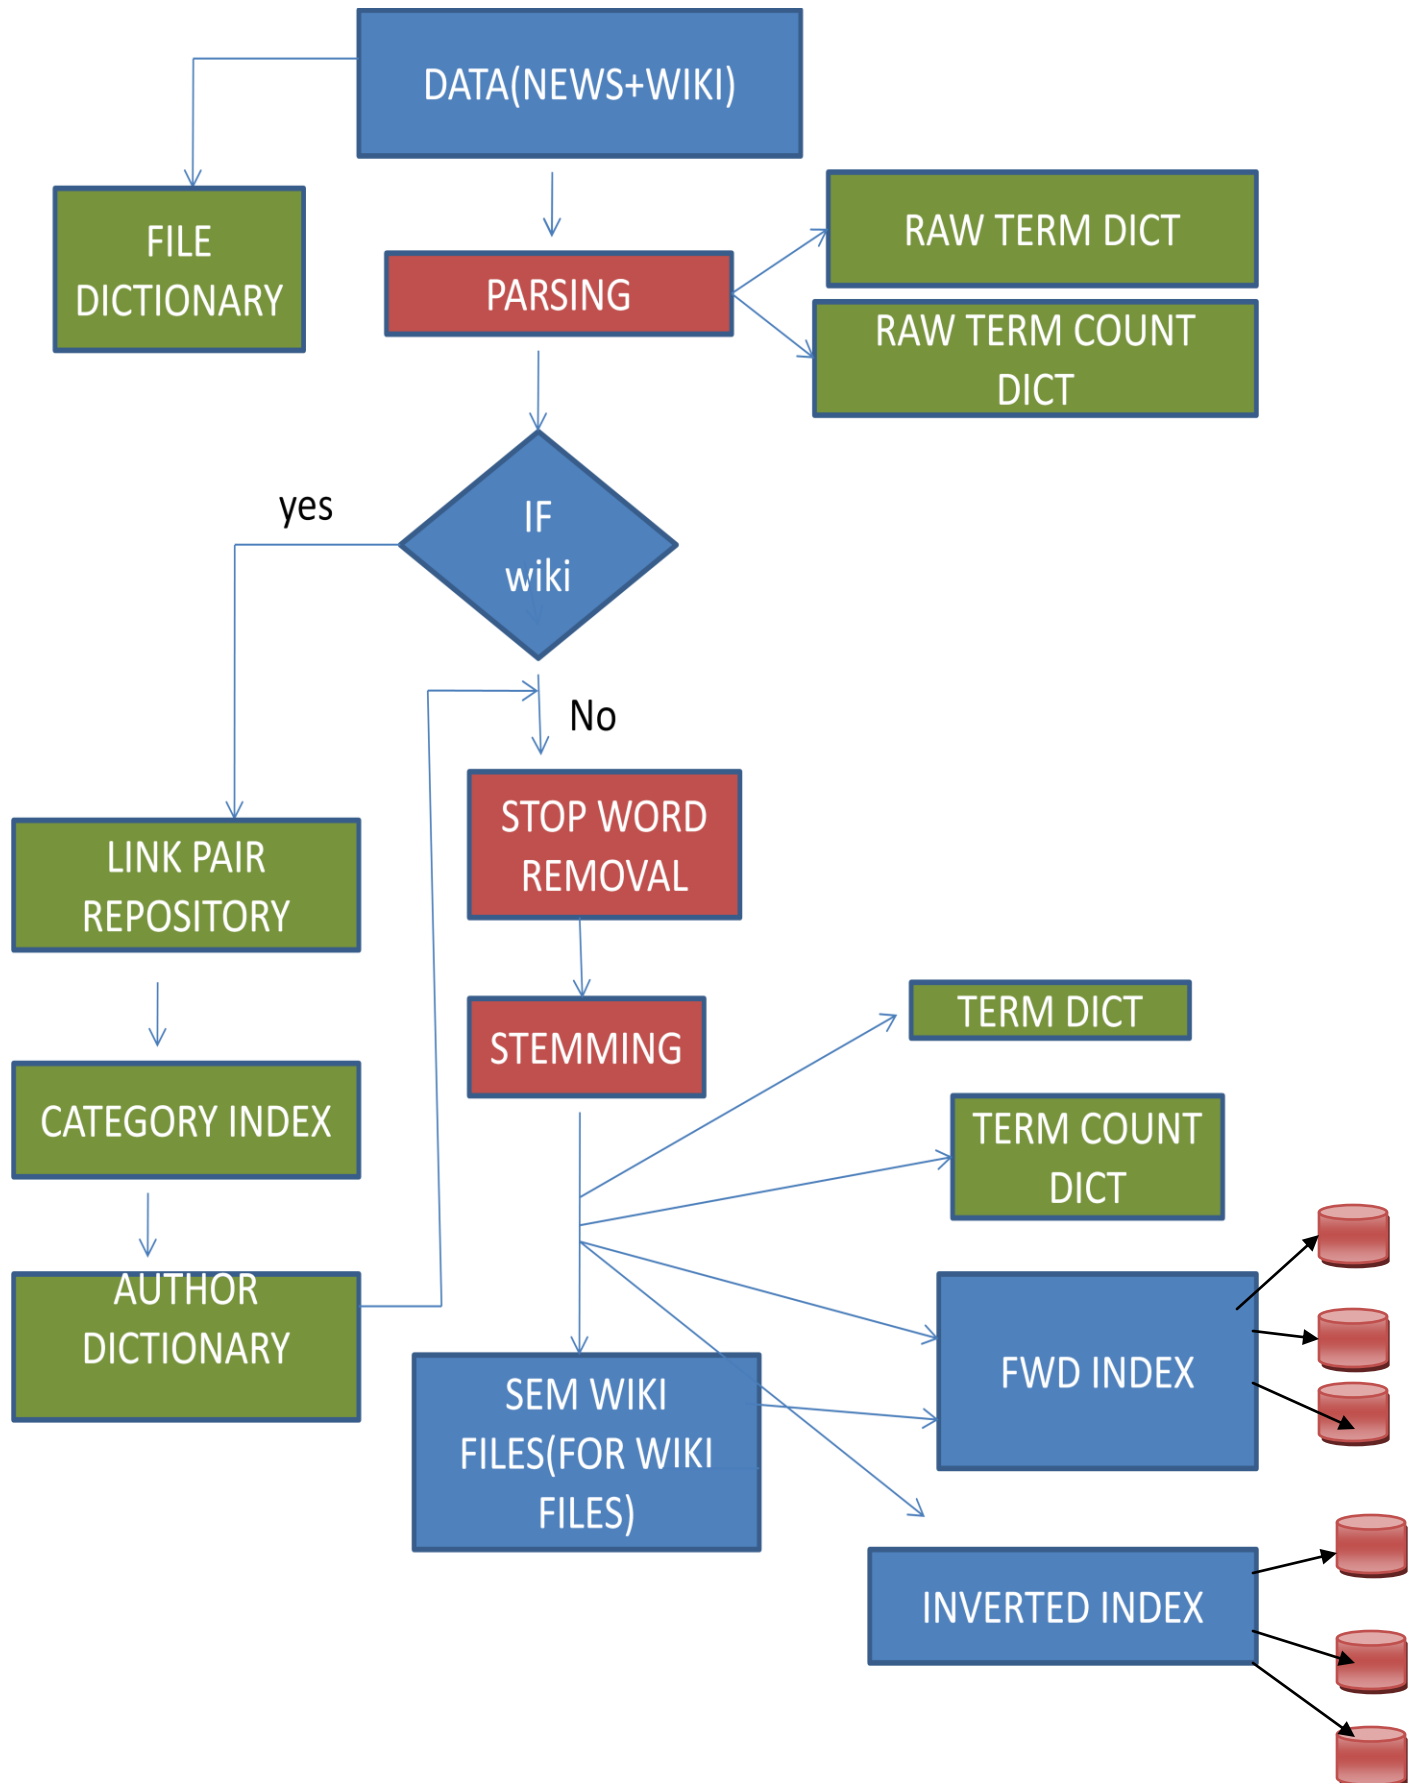 DATA(NEWS+WIKI)
FILE
DICTIONARY
RAW TERM DICT
PARSING
RAW TERM COUNT
DICT
yes
IF
wiki
No
STOP WORD
REMOVAL
LINK PAIR
REPOSITORY
STEMMING
TERM DICT
CATEGORY INDEX
TERM COUNT
DICT
AUTHOR
DICTIONARY
SEM WIKI
FILES(FOR WIKI
FILES)
FWD INDEX
INVERTED INDEX